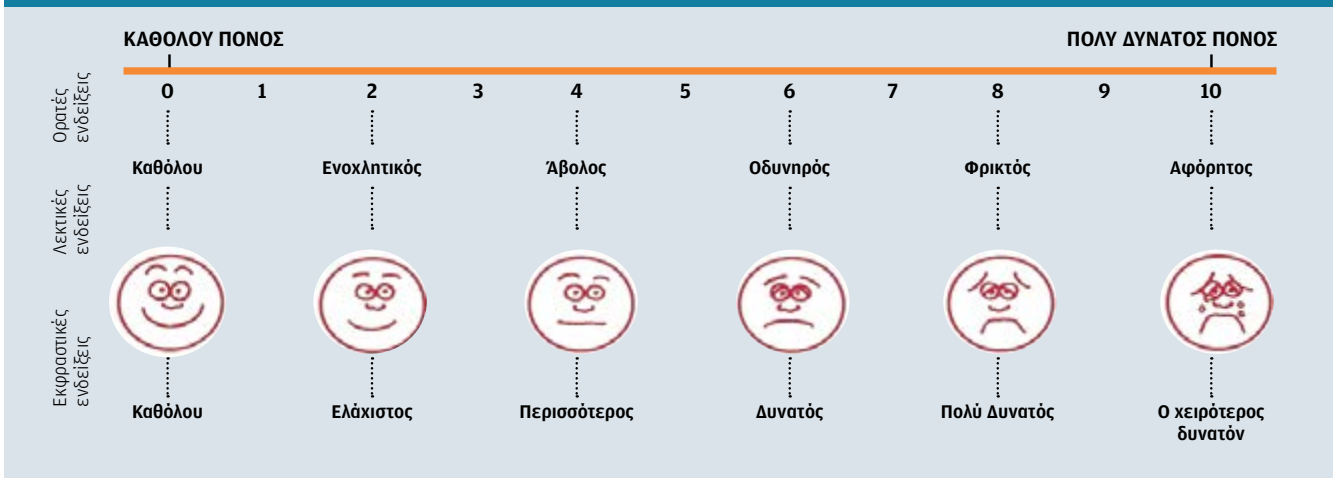 ΚΑΘΟΛΟΥ ΠΟΝΟΣ ΠΟΛΥ ΔΥΝΑΤΟΣ ΠΟΝΟΣ
Ορατές
ενδείξεις
0 1 2 3 4 5 6 7 8 9 10
Λεκτικές
ενδείξεις
Καθόλου Ενοχλητικός Άβολος Οδυνηρός Φρικτός Αφόρητος
Εκφραστικές
ενδείξεις
Καθόλου Ελάχιστος Περισσότερος Δυνατός Πολύ Δυνατός Ο χειρότερος
δυνατόν